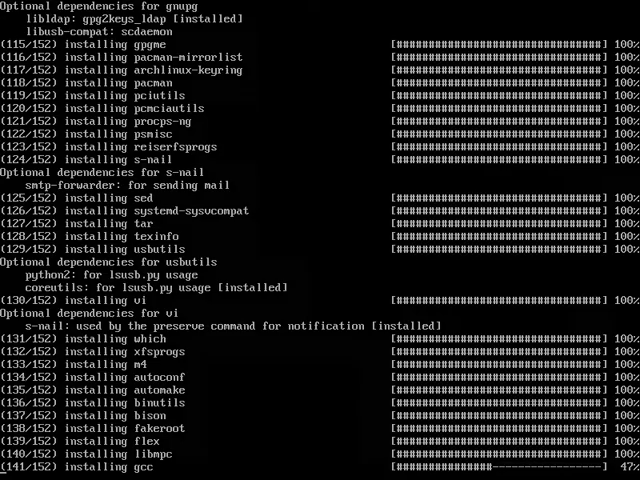 Optional dependencies for gnupg
    libldap: gpg2keys_ldap [installed]
    libusb-compat: scdaemon
(115/152) installing gpgme [################################] 100%
(116/152) installing pacman-mirrorlist [################################] 100%
(117/152) installing archlinux-keyring [################################] 100%
(118/152) installing pacman [################################] 100%
(119/152) installing pciutils [################################] 100%
(120/152) installing pcmciautils [################################] 100%
(121/152) installing procps-ng [################################] 100%
(122/152) installing psmisc [################################] 100%
(123/152) installing reiserfsprogs [################################] 100%
(124/152) installing s-nail [################################] 100%
Optional dependencies for s-nail
    smtp-forwarder: for sending mail
(125/152) installing sed [################################] 100%
(126/152) installing systemd-sysvcompat [################################] 100%
(127/152) installing tar [################################] 100%
(128/152) installing texinfo [################################] 100%
(129/152) installing usbutils [################################] 100%
Optional dependencies for usbutils
    python2: for lsusb.py usage
    coreutils: for lsusb.py usage [installed]
(130/152) installing vi [################################] 100%
Optional dependencies for vi
    s-nail: used by the preserve command for notification [installed]
(131/152) installing which [################################] 100%
(132/152) installing xfsprogs [################################] 100%
(133/152) installing m4 [################################] 100%
(134/152) installing autoconf [################################] 100%
(135/152) installing automake [################################] 100%
(136/152) installing binutils [################################] 100%
(137/152) installing bison [################################] 100%
(138/152) installing fakeroot [################################] 100%
(139/152) installing flex [################################] 100%
(140/152) installing libmpc [################################] 100%
(141/152) installing gcc [###############-----------------] 47%